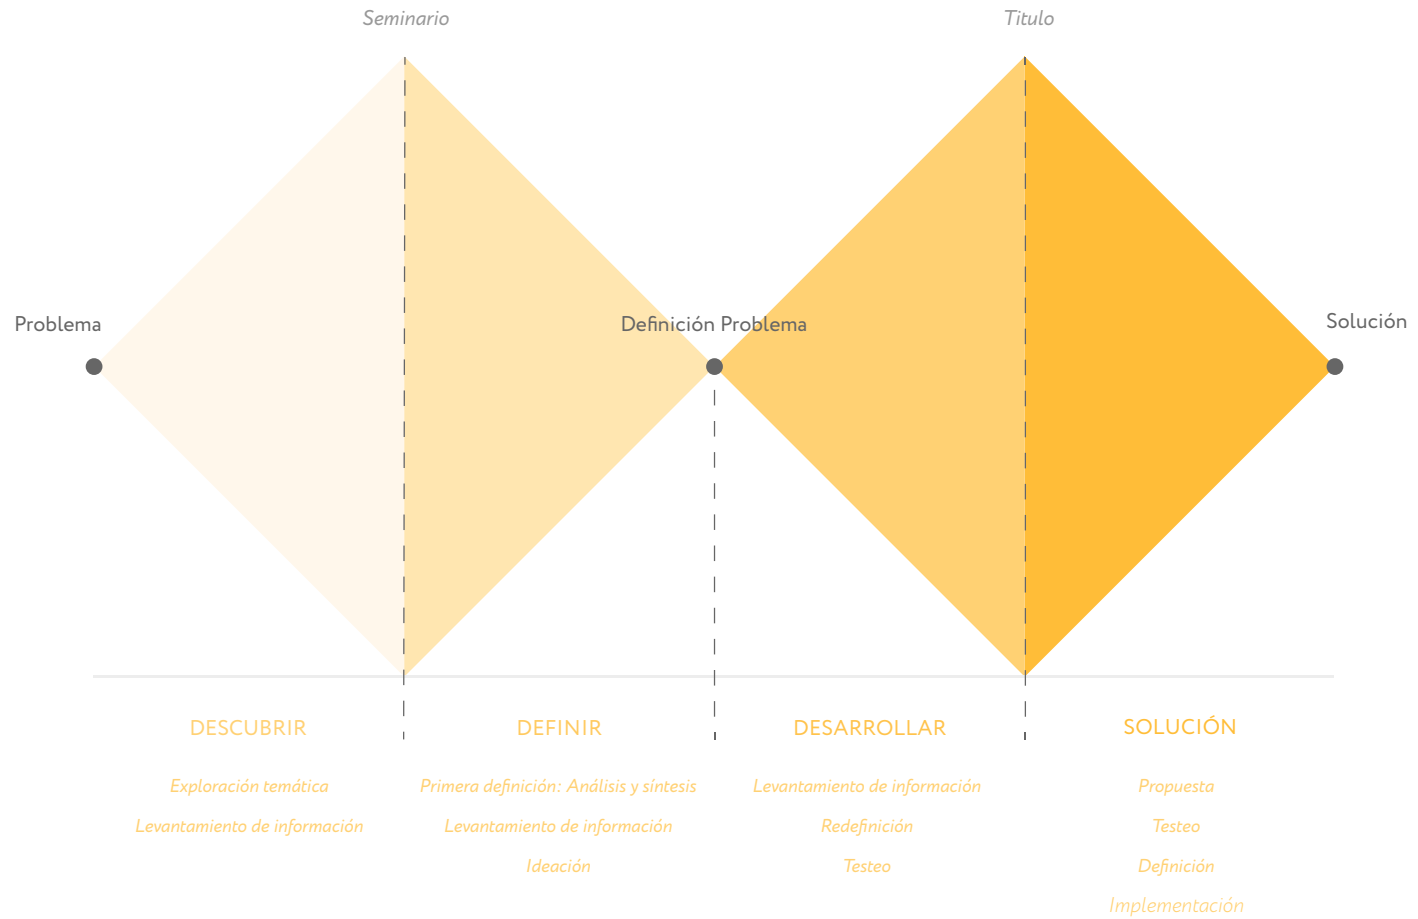 Seminario
Titulo
Problema
Definición Problema
Solución
DESCUBRIR
Exploración temática
Levantamiento de información
DEFINIR
Primera definición: Análisis y síntesis
Levantamiento de información
Ideación
DESARROLLAR
Levantamiento de información
Redefinición
Testeo
SOLUCIÓN
Propuesta
Testeo
Definición
Implementación